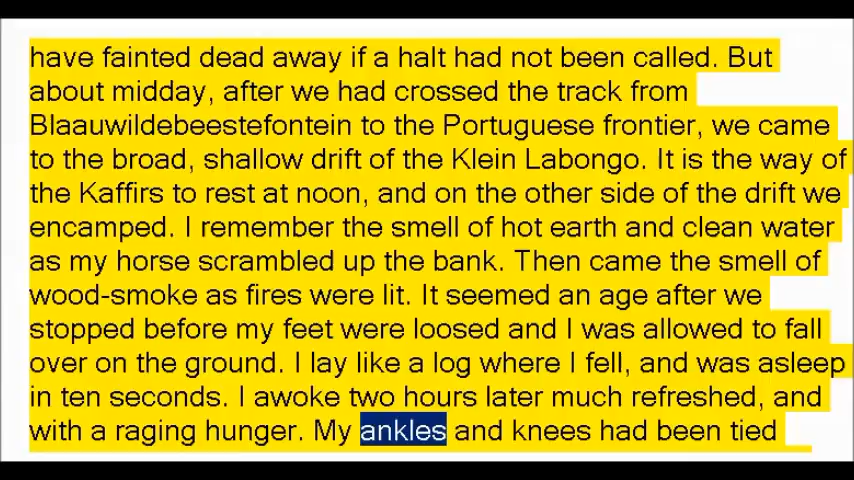 have fainted dead away if a halt had not been called. But
about midday, after we had crossed the track from
Blaauwildebeestefontein to the Portuguese frontier, we came
to the broad, shallow drift of the Klein Labongo. It is the way of
the Kaffirs to rest at noon, and on the other side of the drift we
encamped. I remember the smell of hot earth and clean water
as my horse scrambled up the bank. Then came the smell of
wood-smoke as fires were lit. It seemed an age after we
stopped before my feet were loosed and I was allowed to fall
over on the ground. I lay like a log where I fell, and was asleep
in ten seconds. I awoke two hours later much refreshed, and
with a raging hunger. My ankles and knees had been tied